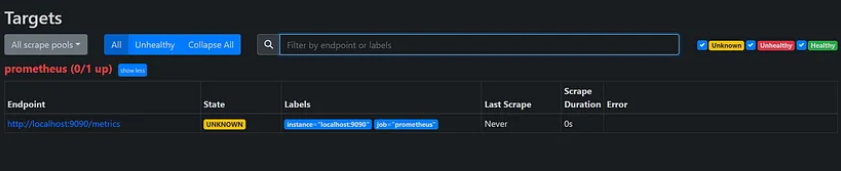 Targets
All scrape pools All Unhealthy Collapse All Filter by endpoint or labels Unknown Unhealthy Healthy
prometheus (0/1 up) show less
Endpoint State Labels Last Scrape Scrape Duration Error
http://localhost:9090/metrics UNKNOWN instance="localhost:9090" job="prometheus" Never 0s